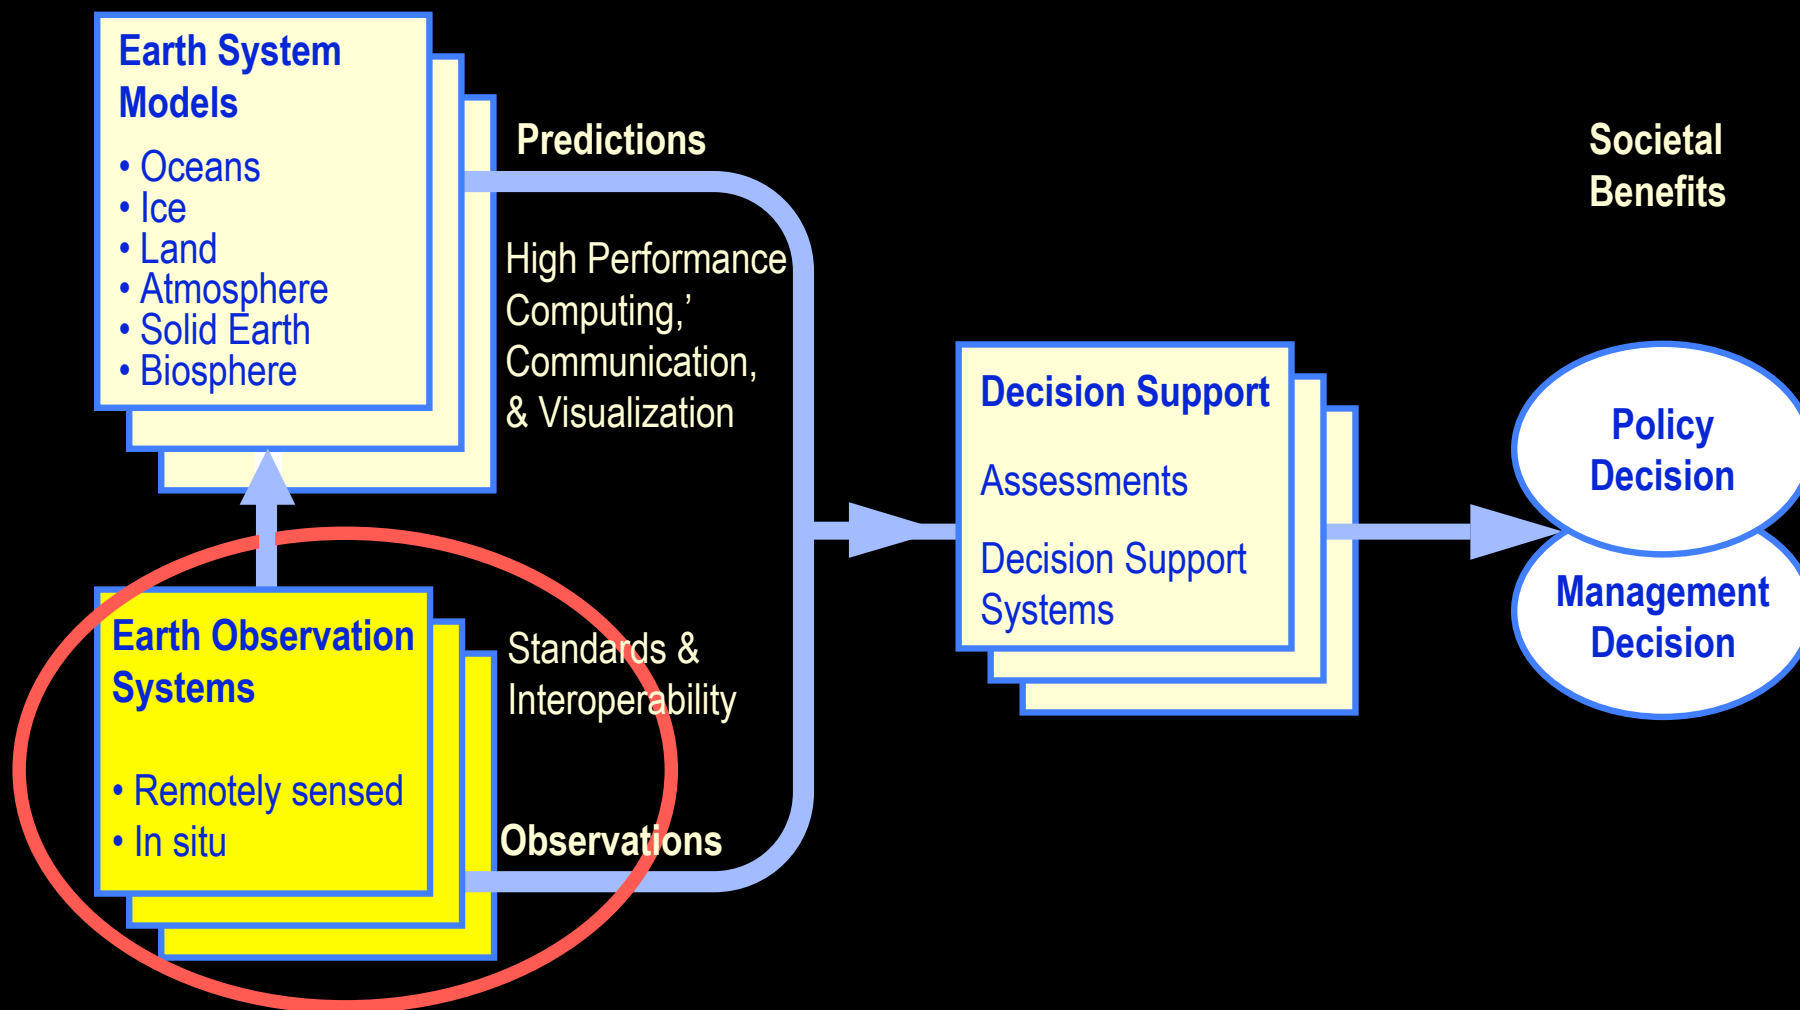 Earth System
Models
• Oceans
• Ice
• Land
• Atmosphere
• Solid Earth
• Biosphere
Predictions
High Performance
Computing,’
Communication,
& Visualization
Societal
Benefits
Earth Observation
Systems
• Remotely sensed
• In situ
Standards &
Interoperability
Observations
Decision Support
Assessments
Decision Support
Systems
Policy
Decision
Management
Decision